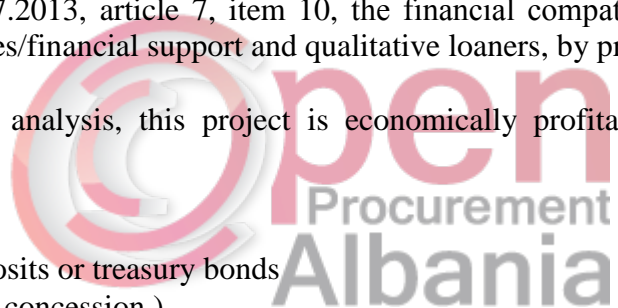 7.2013, article 7, item 10, the financial compat
es/financial support and qualitative loaners, by pr
analysis, this project is economically profita
Open
Procurement
Albania
osits or treasury bonds
concession )